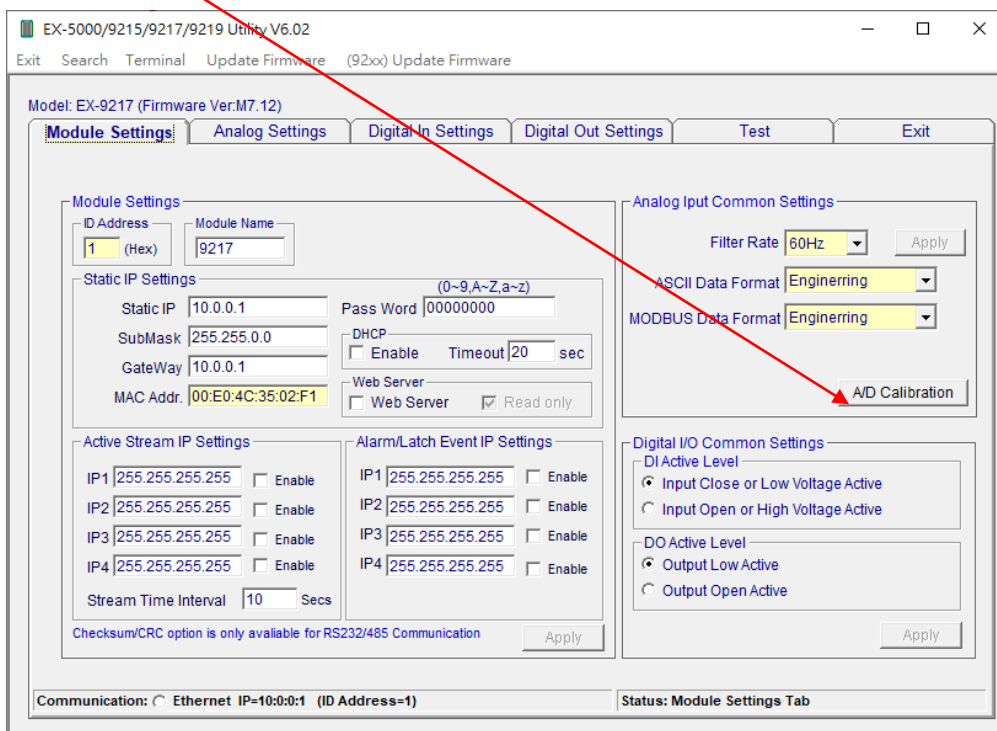 EX-5000/9215/9217/9219 Utility V6.02
Exit Search Terminal Update Firmware (92xx) Update Firmware
Model: EX-9217 (Firmware Ver:M7.12)
Module Settings Analog Settings Digital In Settings Digital Out Settings Test Exit
Module Settings
ID Address
1 (Hex)
Module Name
9217
Static IP Settings
(0~9,A~Z,a~z)
Static IP 10.0.0.1
Pass Word 00000000
SubMask 255.255.0.0
DHCP
Enable Timeout 20 sec
GateWay 10.0.0.1
MAC Addr. 00:E0:4C:35:02:F1
Web Server
Web Server Read only
Active Stream IP Settings
IP1 255.255.255.255 Enable
IP2 255.255.255.255 Enable
IP3 255.255.255.255 Enable
IP4 255.255.255.255 Enable
Stream Time Interval 10 Secs
Alarm/Latch Event IP Settings
IP1 255.255.255.255 Enable
IP2 255.255.255.255 Enable
IP3 255.255.255.255 Enable
IP4 255.255.255.255 Enable
Checksum/CRC option is only avaliable for RS232/485 Communication
Apply
Analog Iput Common Settings
Filter Rate 60Hz Apply
ASCII Data Format Enginerring
MODBUS Data Format Enginerring
A/D Calibration
Digital I/O Common Settings
DI Active Level
Input Close or Low Voltage Active
Input Open or High Voltage Active
DO Active Level
Output Low Active
Output Open Active
Apply
Communication: Ethernet IP=10:0:0:1 (ID Address=1)
Status: Module Settings Tab